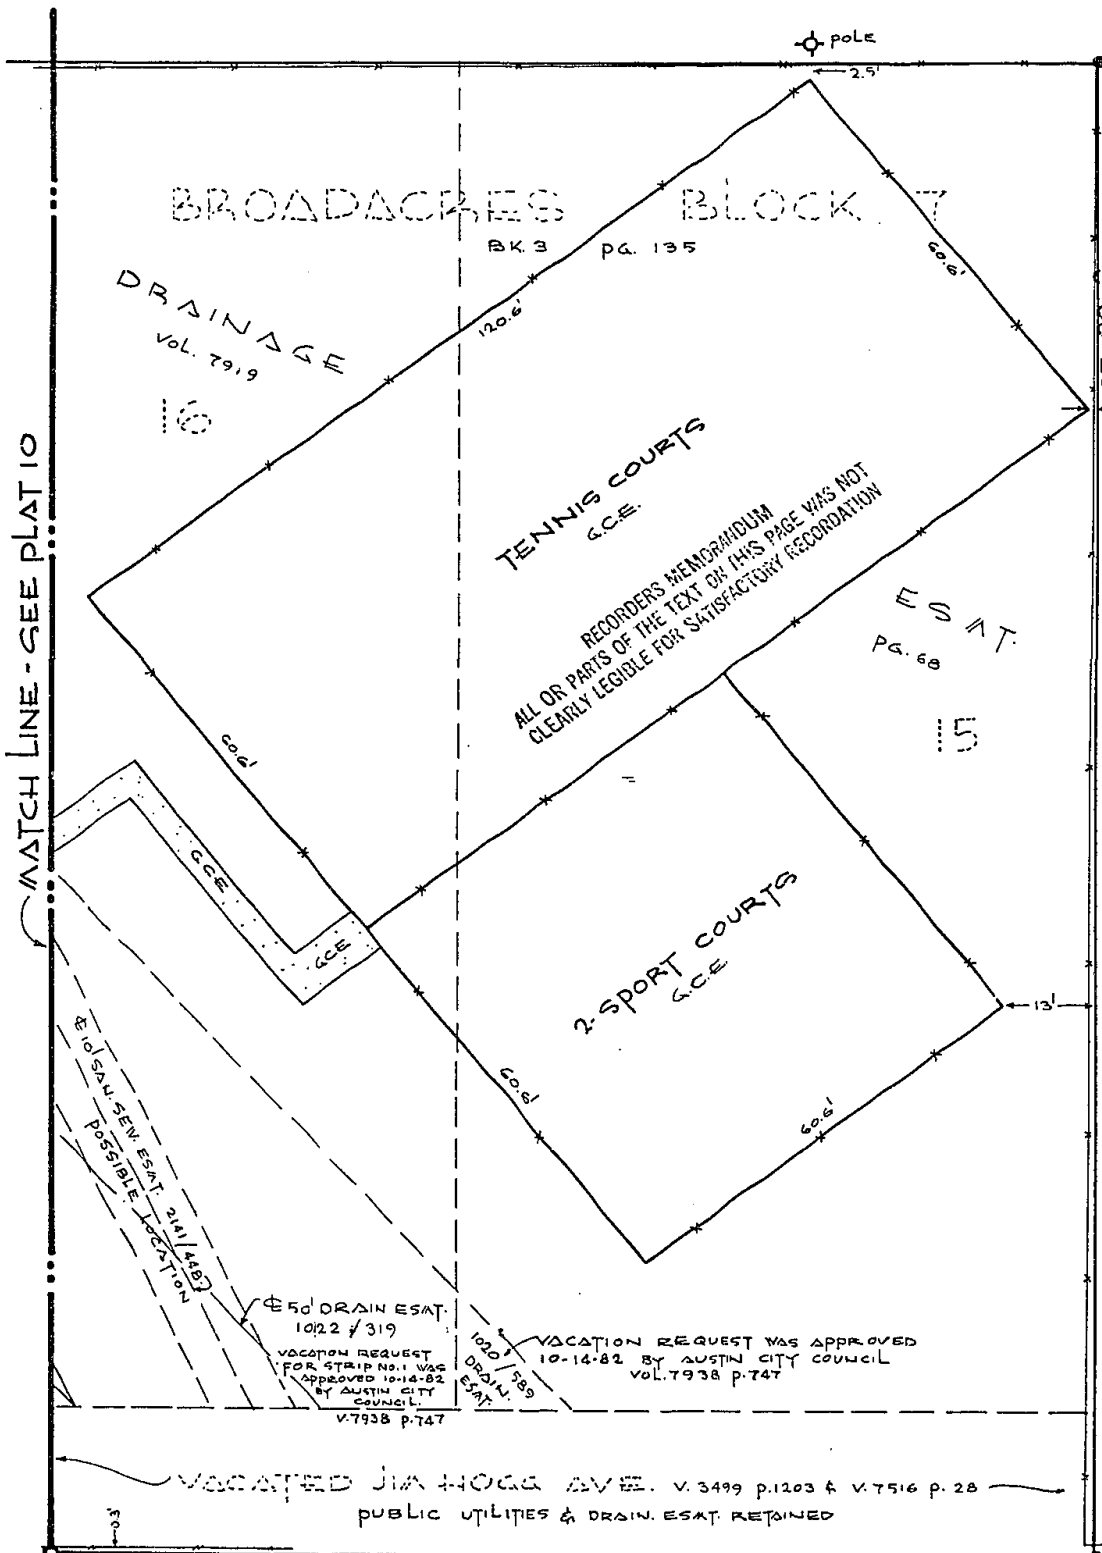 POLE
2.5'
BROADACRES BLOCK 7
BK. 3 PG. 135
60.6'
DRAINAGE
VOL. 7919
120.6'
16
MATCH LINE - SEE PLAT 10
TENNIS COURTS
G.C.E.
RECORDERS MEMORANDUM
ALL OR PARTS OF THE TEXT ON THIS PAGE WAS NOT
CLEARLY LEGIBLE FOR SATISFACTORY RECORDATION
ESMT.
PG. 68
15
60.6'
GCE
GCE
2-SPORT COURTS
G.C.E.
13'
60.6'
60.6'
₵ 10' SAN. SEW. ESMT. 2141/448
POSSIBLE LOCATION
₵ 50' DRAIN ESMT.
1022/319
VACATION REQUEST
FOR STRIP NO. 1 WAS
APPROVED 10-14-82
BY AUSTIN CITY
COUNCIL.
V.7938 P.747
1020/589
DRAIN.
ESMT.
VACATION REQUEST WAS APPROVED
10-14-82 BY AUSTIN CITY COUNCIL
VOL.7938 P.747
VACATED JIM HOGG AVE. V. 3499 P.1203 & V. 7516 P. 28
PUBLIC UTILITIES & DRAIN. ESMT. RETAINED
0.3'